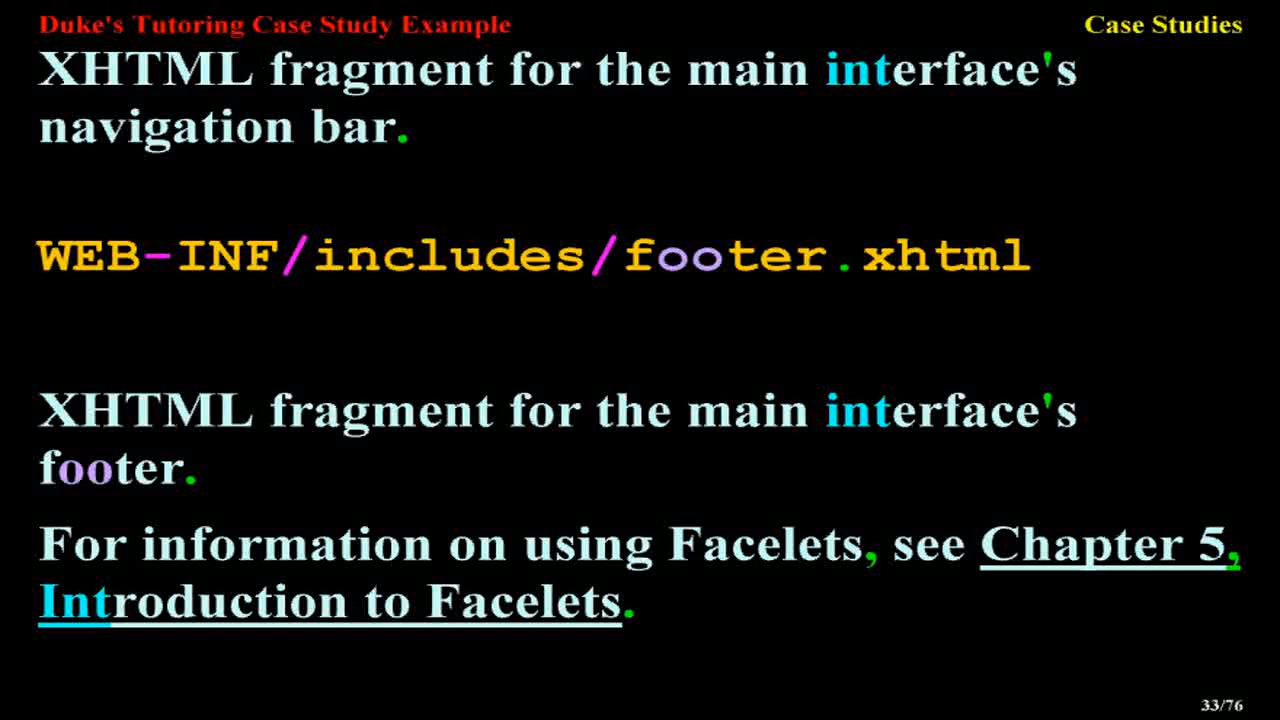 Duke's Tutoring Case Study Example Case Studies
XHTML fragment for the main interface's
navigation bar.
WEB-INF/includes/footer.xhtml
XHTML fragment for the main interface's
footer.
For information on using Facelets, see Chapter 5,
Introduction to Facelets.
33/76